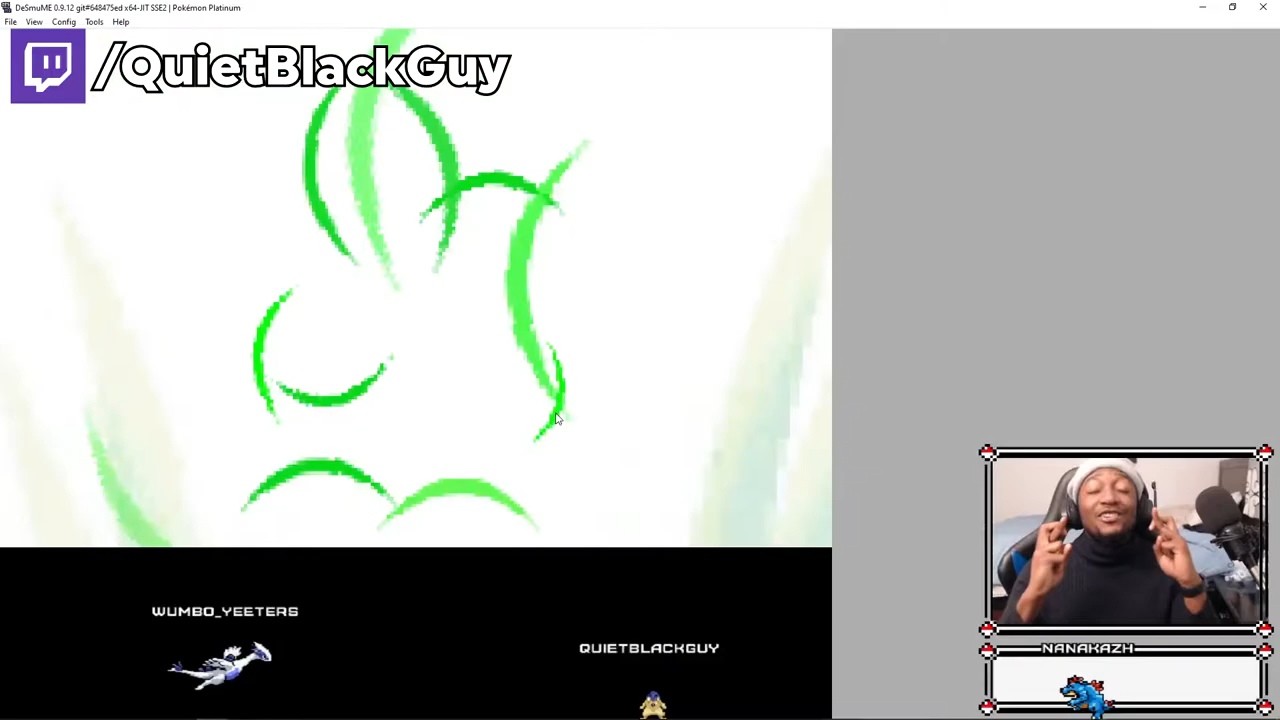 DeSmuME 0.9.12 git#648475ed x64-JIT SSE2 | Pokémon Platinum
File View Config Tools Help
/QuietBlackGuy
WUMBO_YEETERS
QUIETBLACKGUY
NANAKAZH